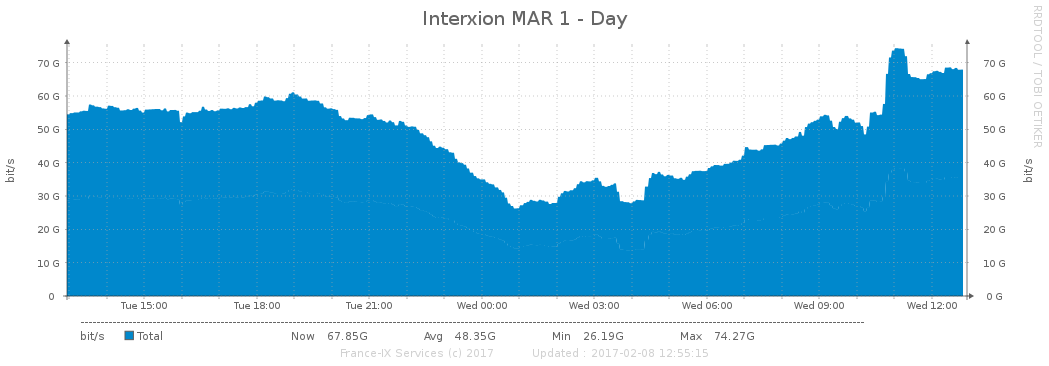 Interxion MAR 1 - Day
RRDTOOL / TOBI OETIKER
bit/s
70 G
60 G
50 G
40 G
30 G
20 G
10 G
0
70 G
60 G
50 G
40 G
30 G
20 G
10 G
0 G
bit/s
Tue 15:00 Tue 18:00 Tue 21:00 Wed 00:00 Wed 03:00 Wed 06:00 Wed 09:00 Wed 12:00
bit/s Total Now 67.85G Avg 48.35G Min 26.19G Max 74.27G
France-IX Services (c) 2017 Updated : 2017-02-08 12:55:15